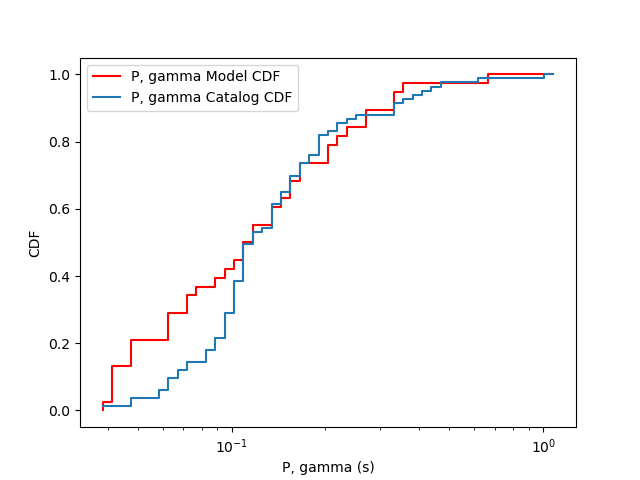 P, gamma Model CDF
P, gamma Catalog CDF
CDF
1.0
0.8
0.6
0.4
0.2
0.0
10⁻¹ 10⁰
P, gamma (s)